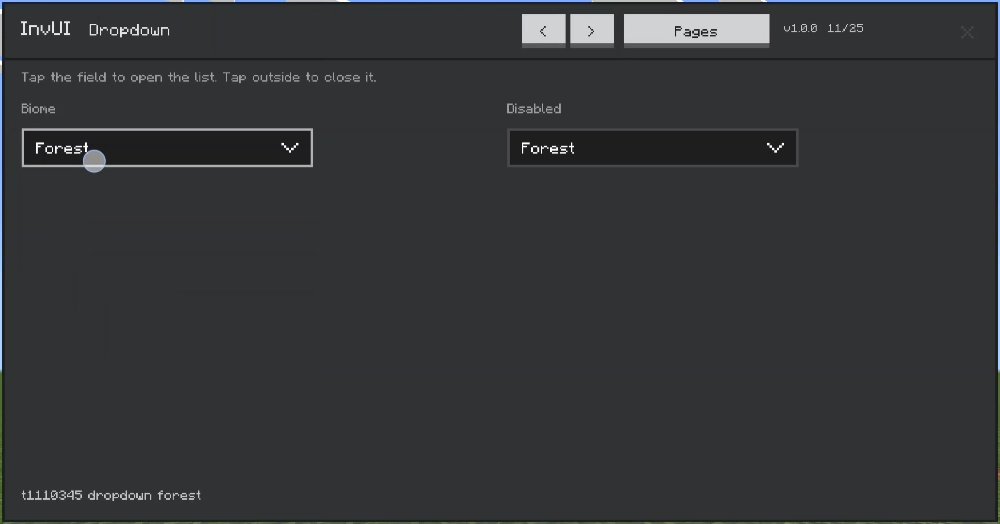 InvUI Dropdown < > Pages v1.0.0 11/25
Tap the field to open the list. Tap outside to close it.
Biome Disabled
Forest Forest
t1110345 dropdown forest